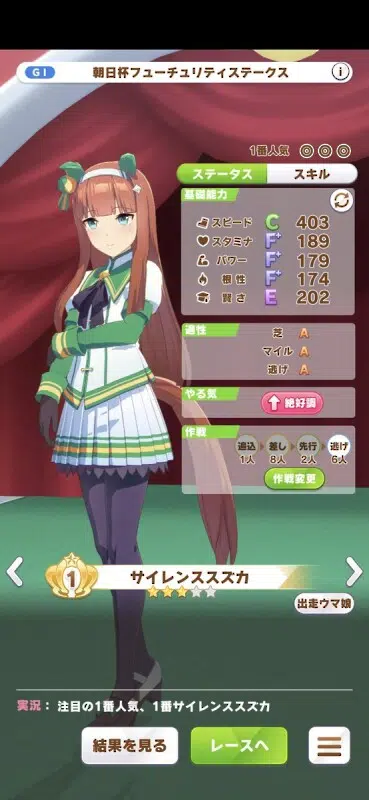 GI 朝日杯フューチュリティステークス
1番人気 ◎ ◎ ◎
ステータス スキル
基礎能力
スピード C 403
スタミナ F+ 189
パワー F+ 179
根性 F+ 174
賢さ E 202
適性
芝 A
マイル A
逃げ A
やる気 絶好調
作戦
追込 差し 先行 逃げ
1人 8人 2人 6人
作戦変更
1 サイレンススズカ
出走ウマ娘
実況： 注目の1番人気、1番サイレンススズカ
結果を見る レースへ